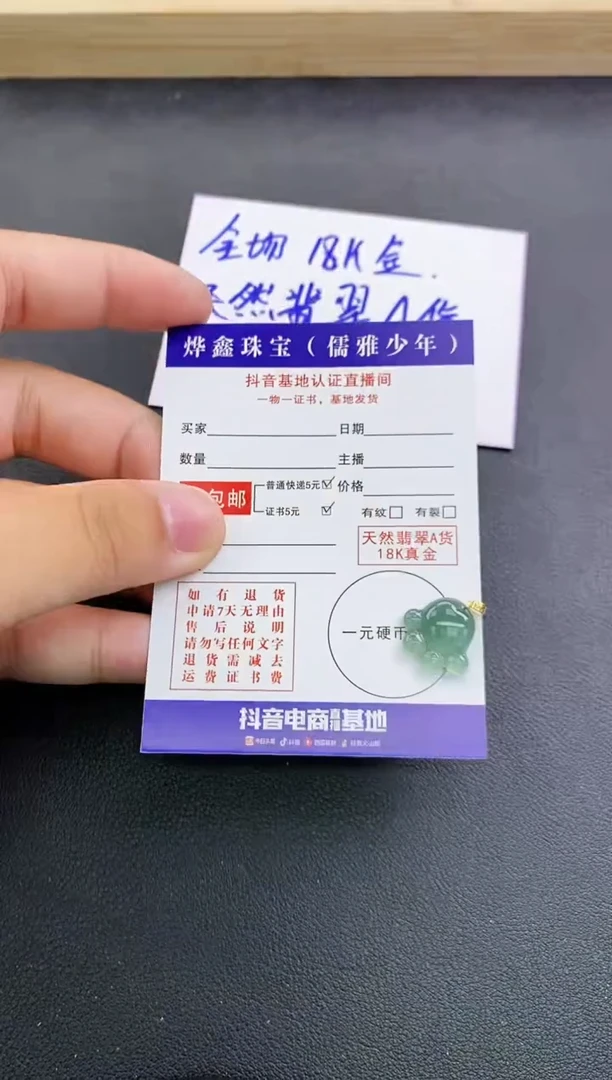 全场 18K金.
天然翡翠A货
烨鑫珠宝（儒雅少年）
抖音基地认证直播间
一物一证书，基地发货
买家 日期
数量 主播
包邮 普通快递5元☑ 价格
证书5元 ☑ 有纹□ 有裂□
天然翡翠A货
18K真金
如有退货
申请7天无理由
售后说明
请勿写任何文字
退货需减去
运费证书费
一元硬币
抖音电商直播基地